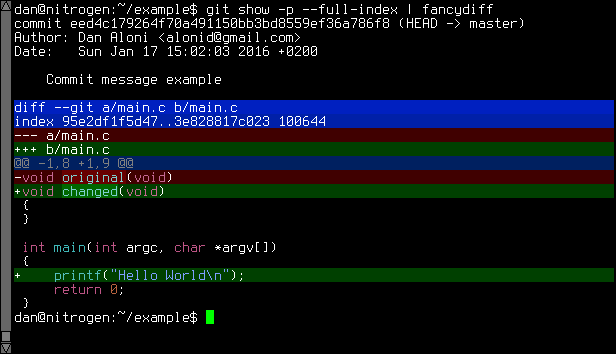 dan@nitrogen:~/example$ git show -p --full-index | fancydiff
commit eed4c179264f70a491150bb3bd8559ef36a786f8 (HEAD -> master)
Author: Dan Aloni <alonid@gmail.com>
Date:   Sun Jan 17 15:02:03 2016 +0200

    Commit message example

diff --git a/main.c b/main.c
index 95e2df1f5d47..3e828817c023 100644
--- a/main.c
+++ b/main.c
@@ -1,8 +1,9 @@
-void original(void)
+void changed(void)
 {
 }

 int main(int argc, char *argv[])
 {
+    printf("Hello World\n");
     return 0;
 }
dan@nitrogen:~/example$